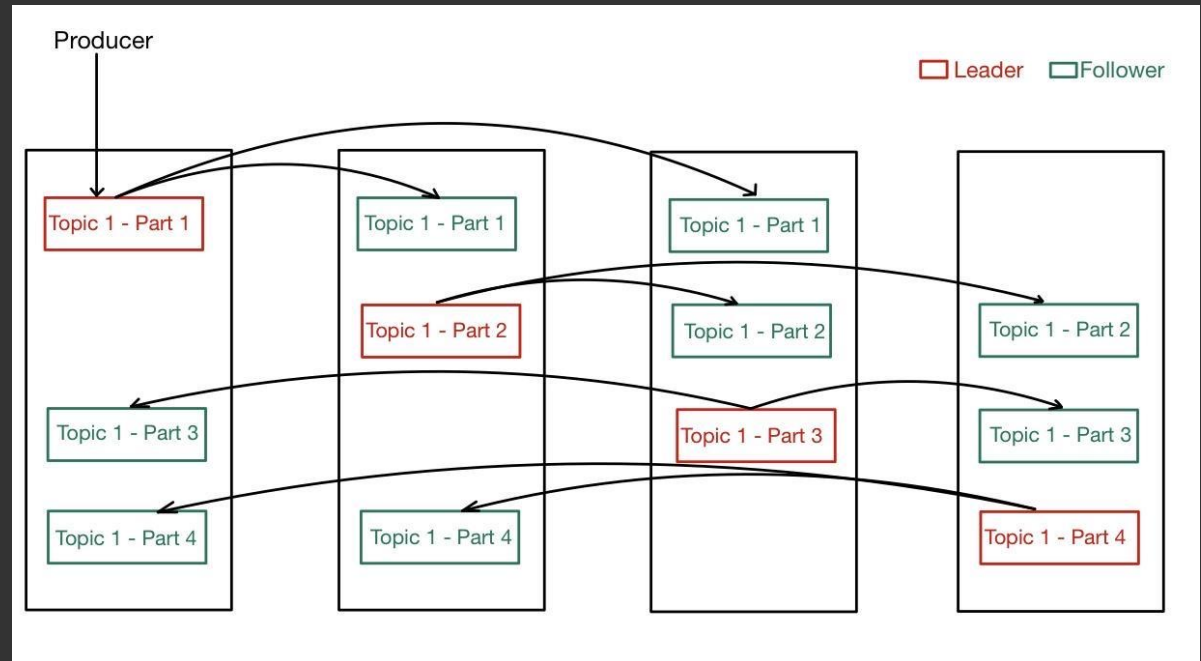 Producer
Leader
Follower
Topic 1 - Part 1
Topic 1 - Part 1
Topic 1 - Part 1
Topic 1 - Part 2
Topic 1 - Part 2
Topic 1 - Part 2
Topic 1 - Part 3
Topic 1 - Part 3
Topic 1 - Part 3
Topic 1 - Part 4
Topic 1 - Part 4
Topic 1 - Part 4